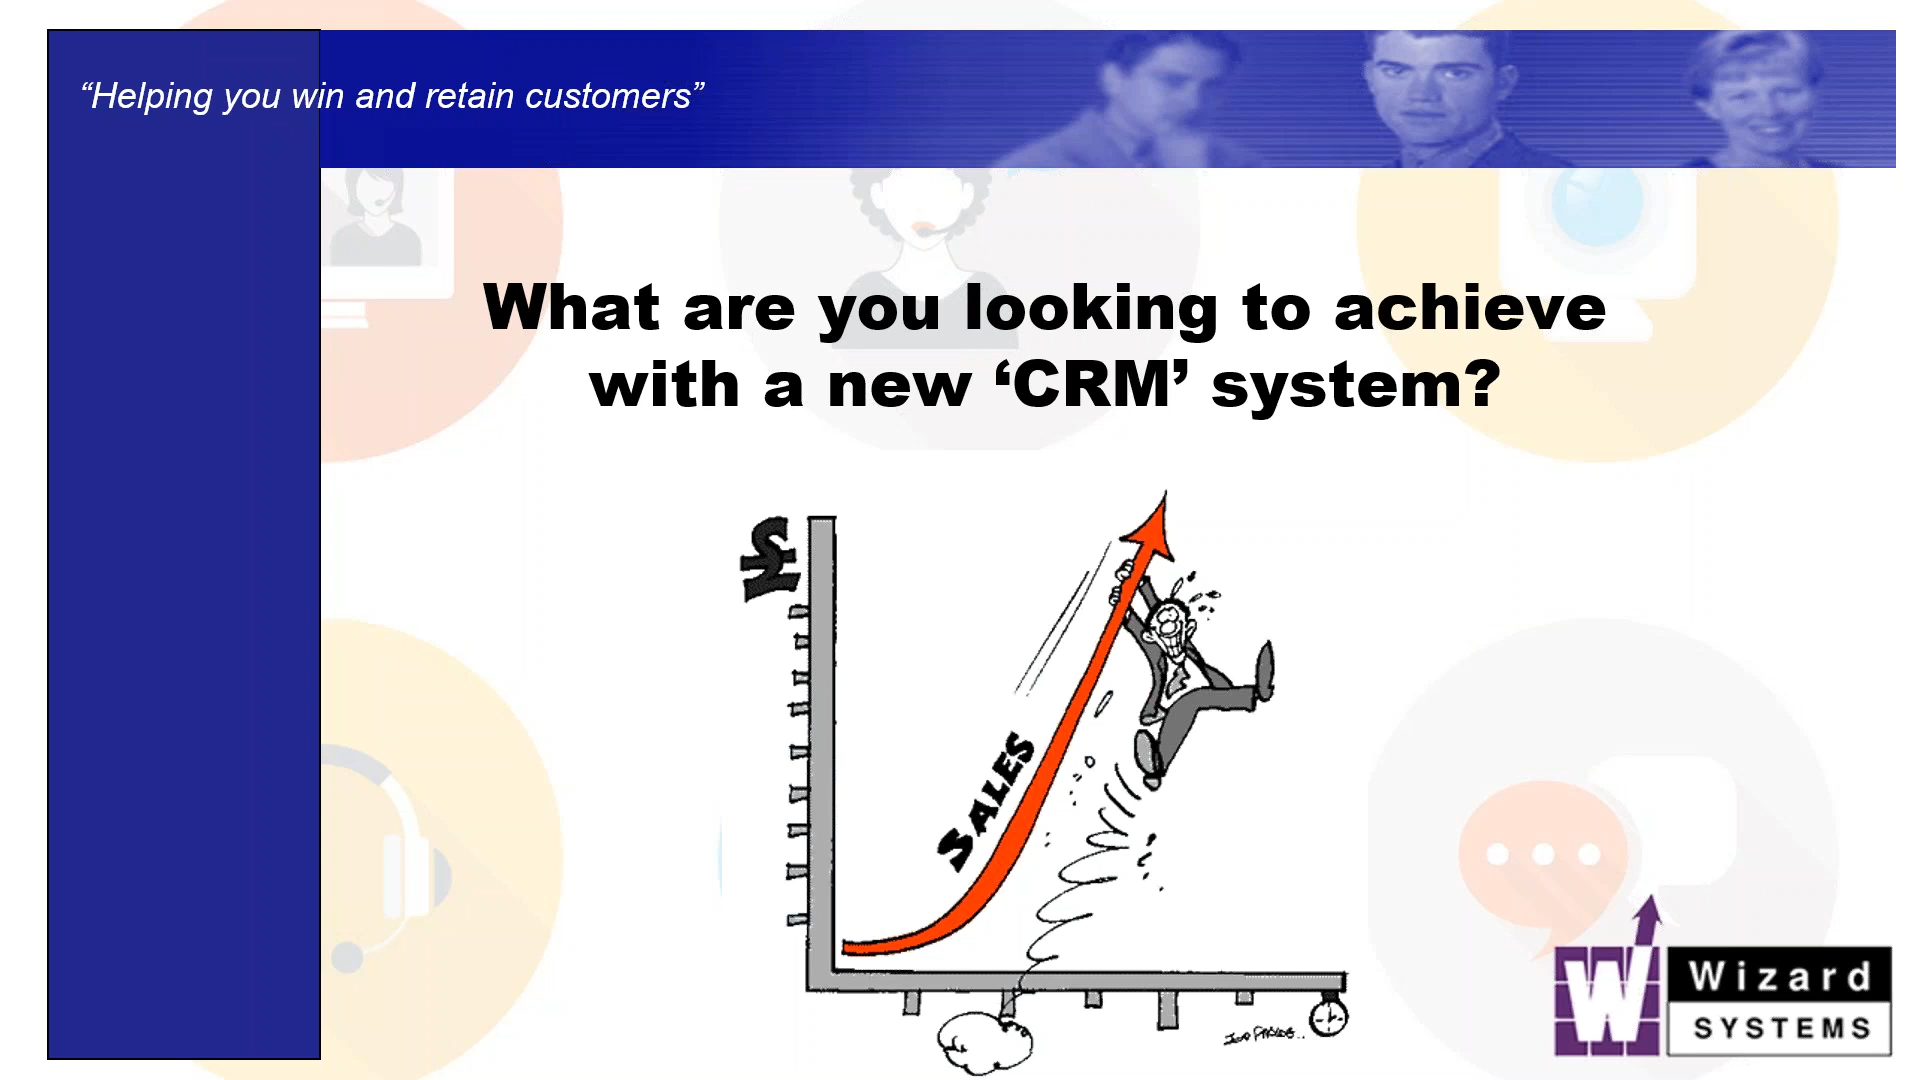 “Helping you win and retain customers”
What are you looking to achieve
with a new ‘CRM’ system?
£
SALES
W
Wizard
SYSTEMS